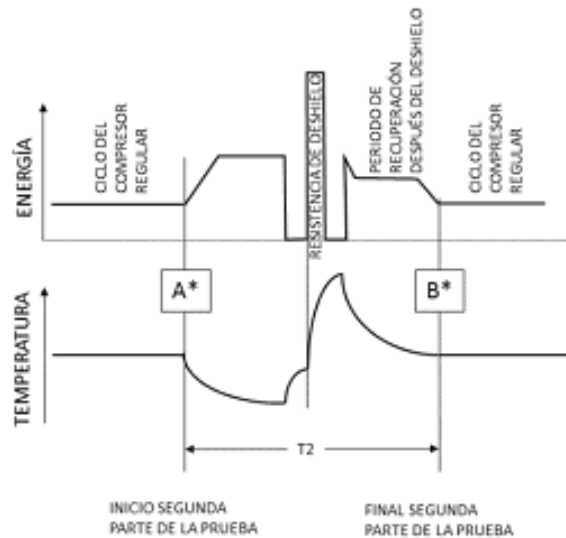 CICLO DEL
COMPRESOR
REGULAR
RESISTENCIA DE DESHIELO
PERIODO DE
RECUPERACIÓN
DESPUÉS DEL DESHIELO
CICLO DEL
COMPRESOR
REGULAR
ENERGÍA
A*
B*
TEMPERATURA
T2
INICIO SEGUNDA
PARTE DE LA PRUEBA
FINAL SEGUNDA
PARTE DE LA PRUEBA